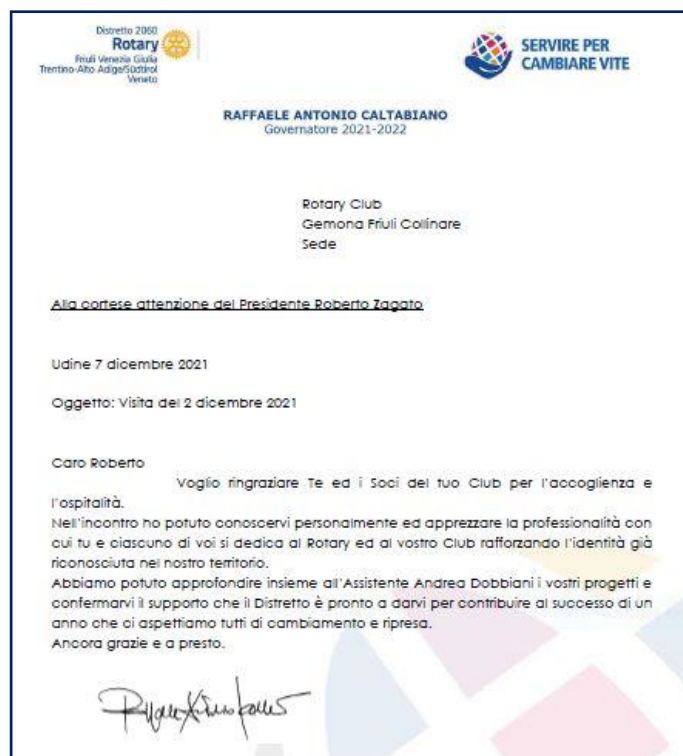 Distretto 2060
Rotary
Friuli Venezia Giulia
Trentino-Alto Adige/Südtirol
Veneto
SERVIRE PER
CAMBIARE VITE
RAFFAELE ANTONIO CALTABIANO
Governatore 2021-2022
Rotary Club
Gemona Friuli Collinare
Sede
Alla cortese attenzione del Presidente Roberto Zagato
Udine 7 dicembre 2021
Oggetto: Visita del 2 dicembre 2021
Caro Roberto
Voglio ringraziare Te ed i Soci del tuo Club per l'accoglienza e
l'ospitalità.
Nell'incontro ho potuto conoscervi personalmente ed apprezzare la professionalità con
cui tu e ciascuno di voi si dedica al Rotary ed al vostro Club rafforzando l'identità già
riconosciuta nel nostro territorio.
Abbiamo potuto approfondire insieme all'Assistente Andrea Dobbiani i vostri progetti e
confermarvi il supporto che il Distretto è pronto a darvi per contribuire al successo di un
anno che ci aspettiamo tutti di cambiamento e ripresa.
Ancora grazie e a presto.